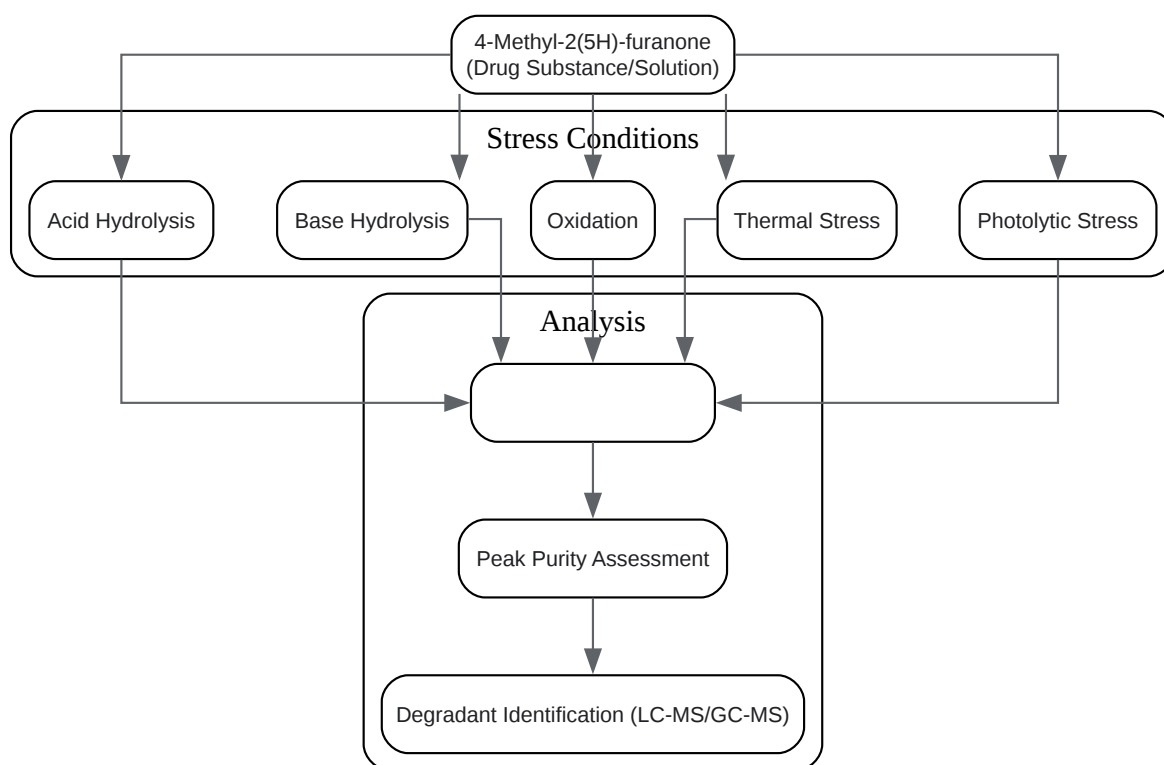 4-Methyl-2(5H)-furanone
(Drug Substance/Solution)
Stress Conditions
Acid Hydrolysis
Base Hydrolysis
Oxidation
Thermal Stress
Photolytic Stress
Analysis
Peak Purity Assessment
Degradant Identification (LC-MS/GC-MS)